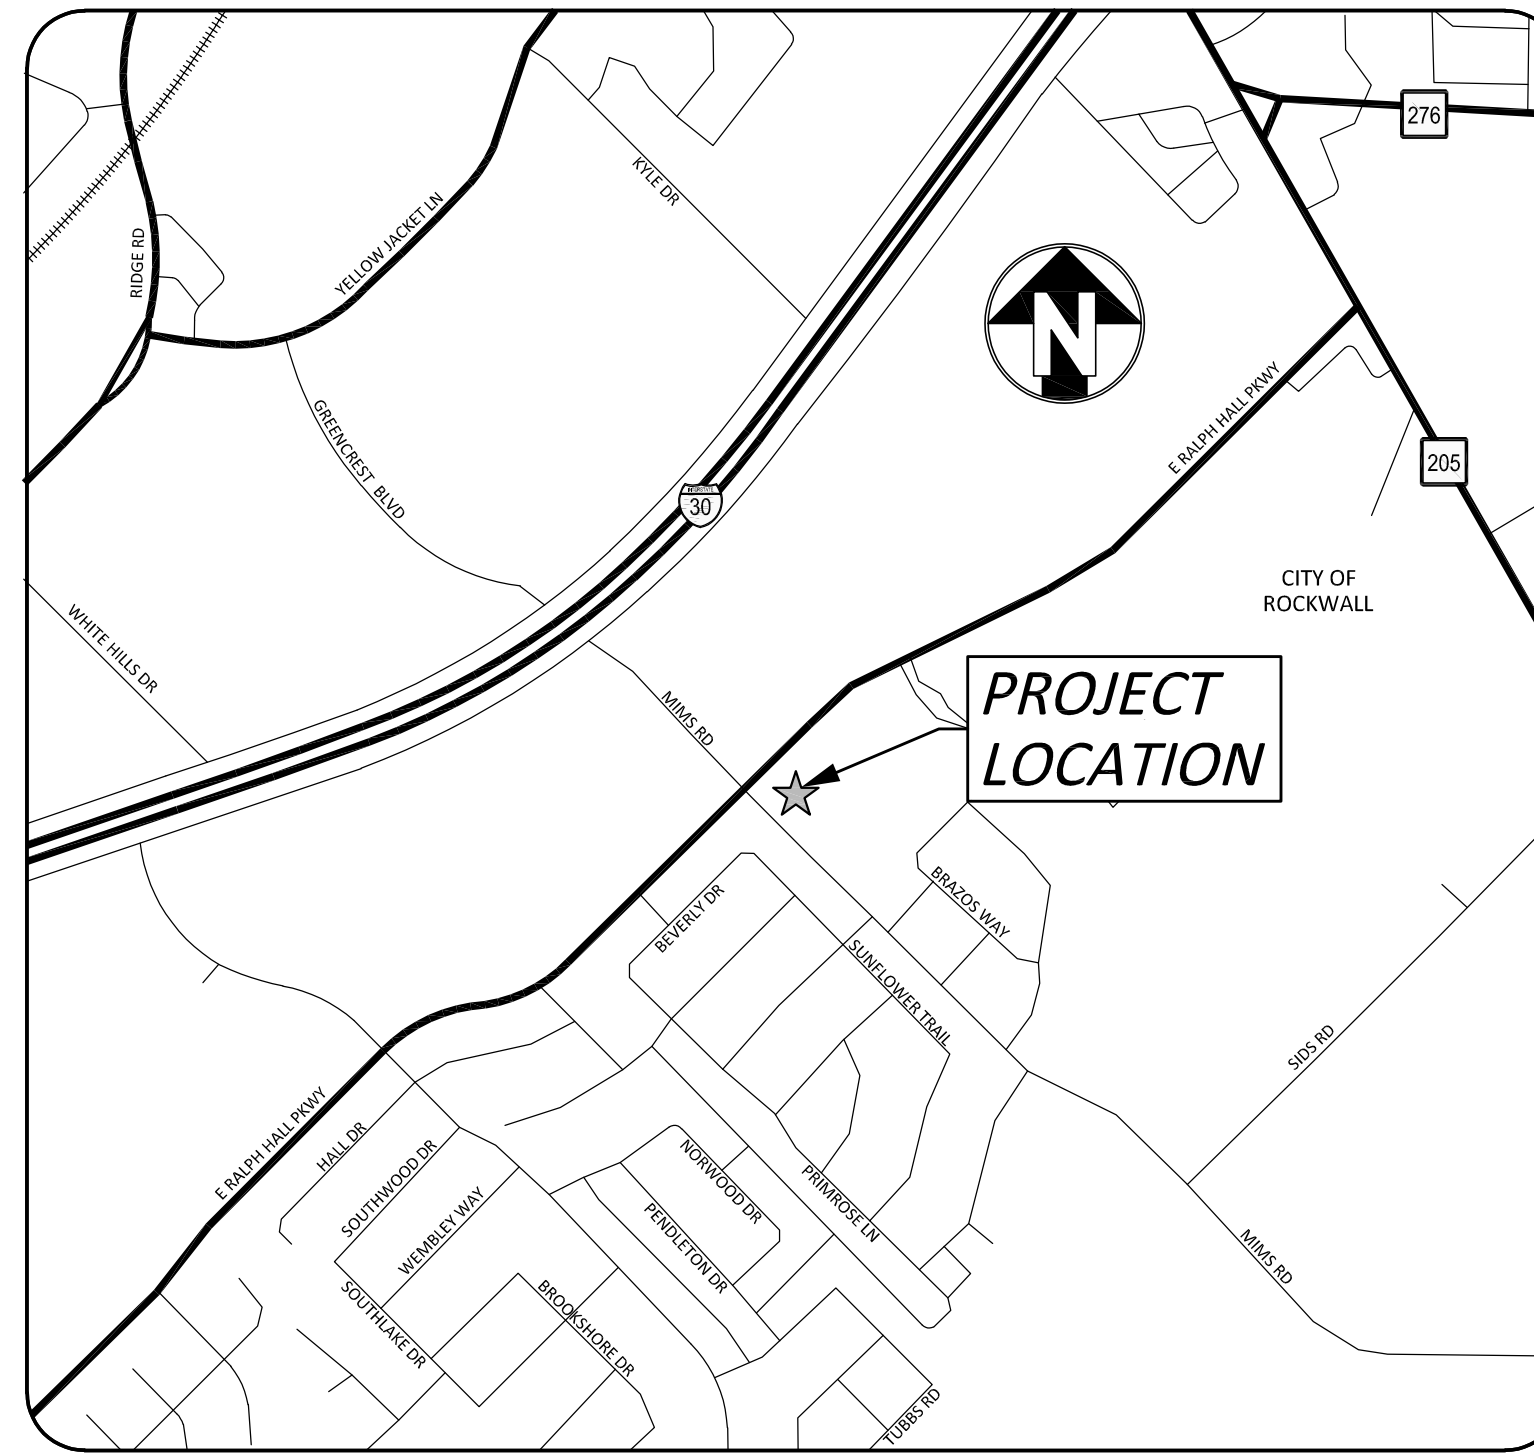 276
KYLE DR
YELLOW JACKET LN
RIDGE RD
N
E RALPH HALL PKWY
GREENCREST BLVD
205
INTERSTATE
30
CITY OF
ROCKWALL
WHITE HILLS DR
MIMS RD
PROJECT
LOCATION
BRAZOS WAY
BEVERLY DR
SUNFLOWER TRAIL
SIDS RD
E RALPH HALL PKWY
HALL DR
SOUTHWOOD DR
NORWOOD DR
PRIMROSE LN
WEMBLEY WAY
PENDLETON DR
MIMS RD
SOUTHLAKE DR
BROOKSHORE DR
TUBBS RD